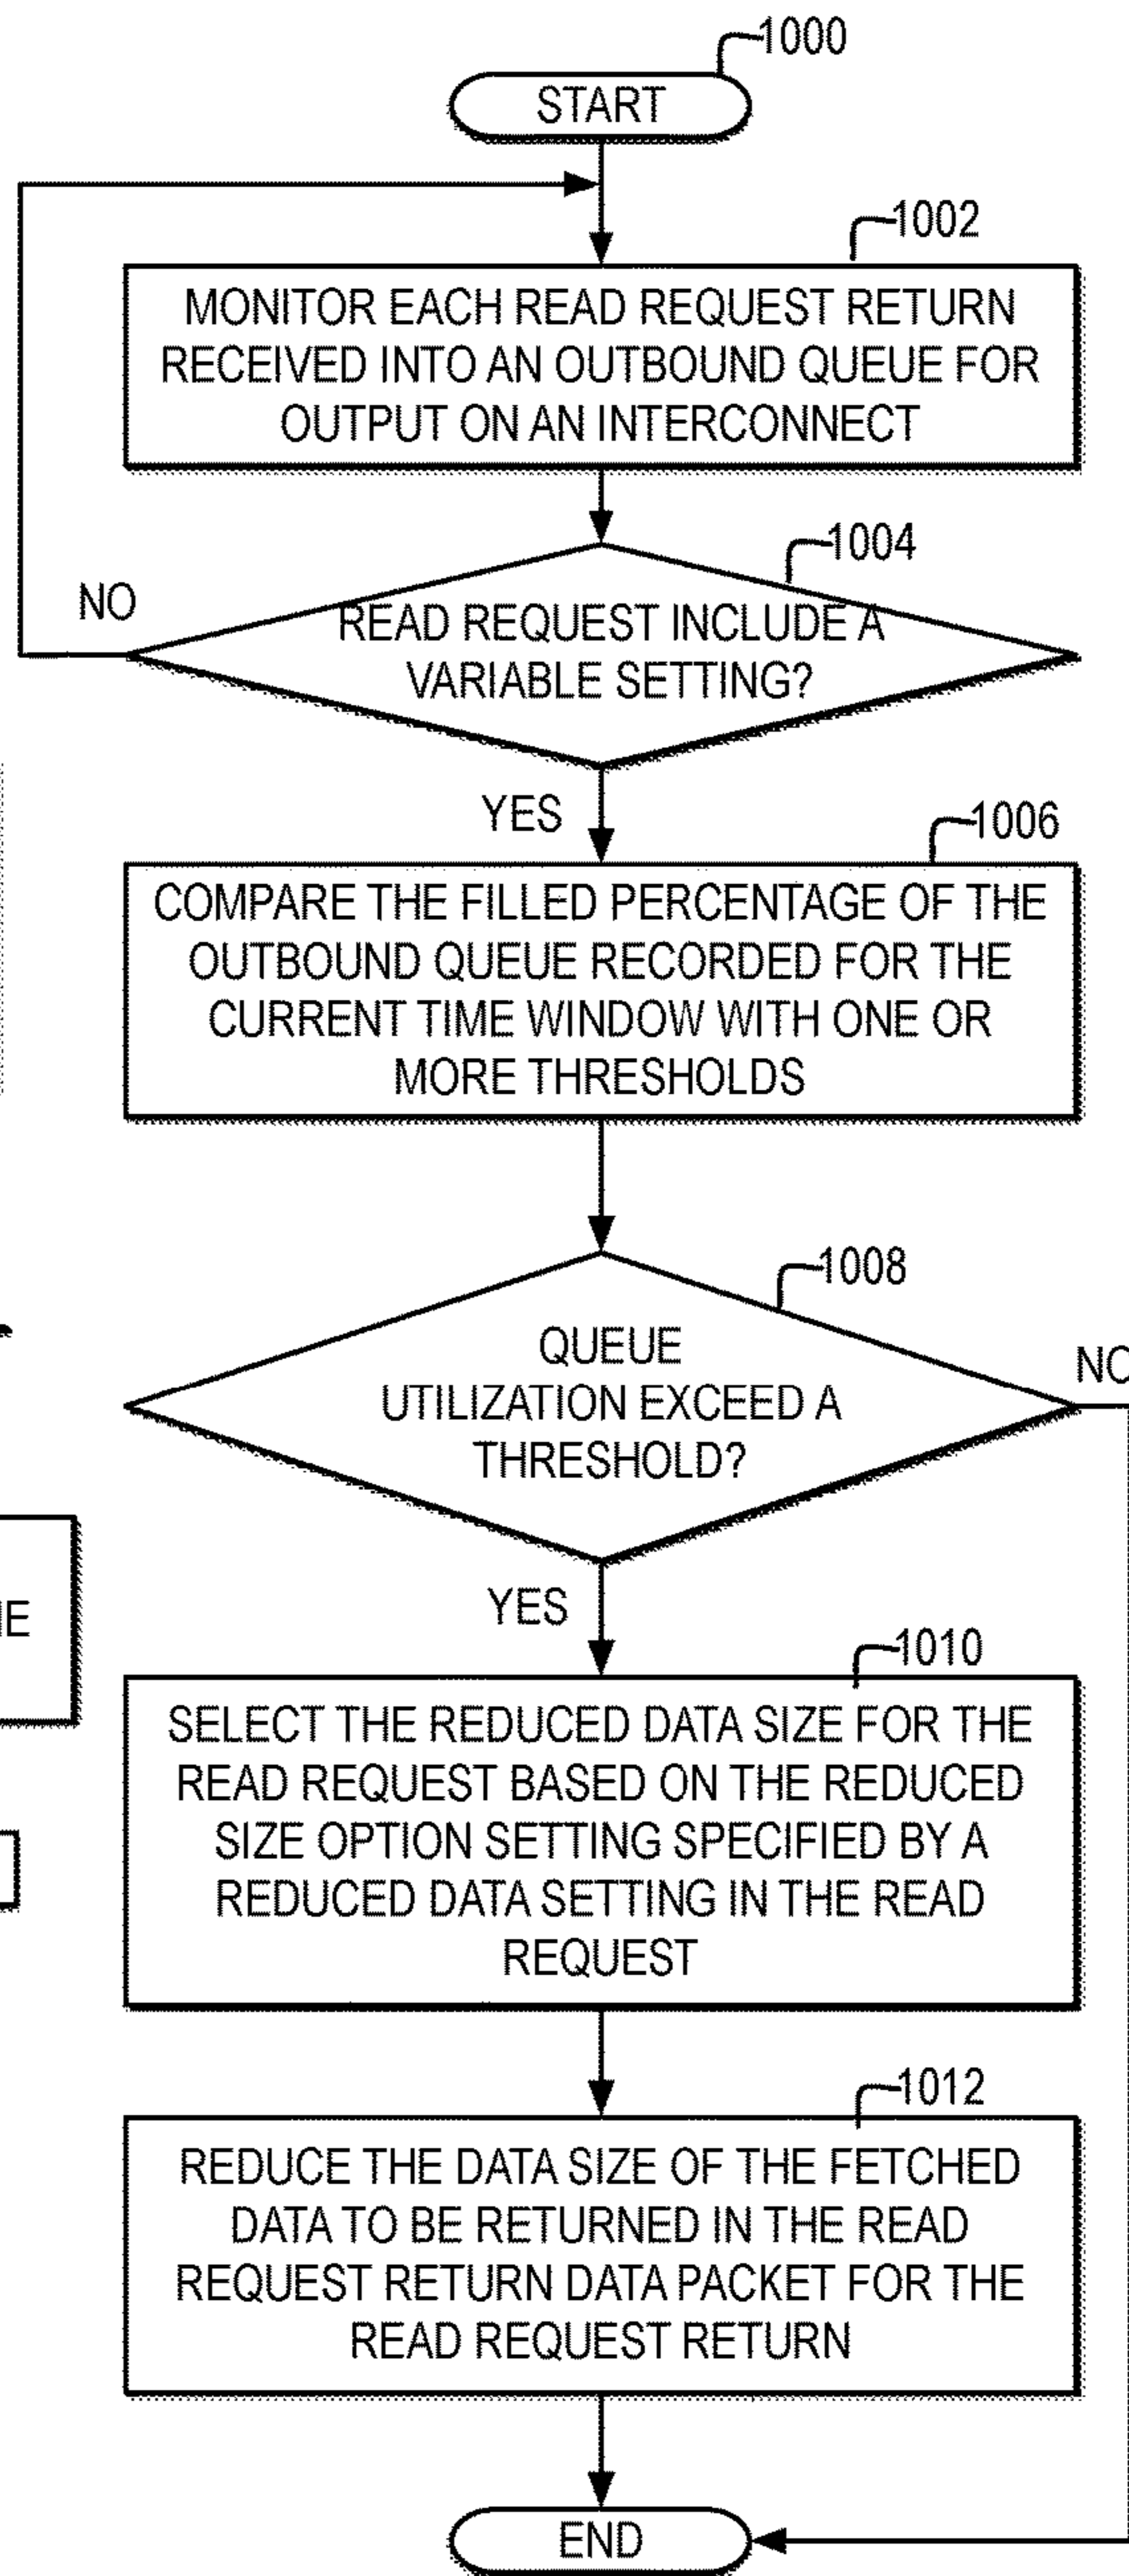 1000
START
1002
MONITOR EACH READ REQUEST RETURN
RECEIVED INTO AN OUTBOUND QUEUE FOR
OUTPUT ON AN INTERCONNECT
1004
NO
READ REQUEST INCLUDE A
VARIABLE SETTING?
YES
1006
COMPARE THE FILLED PERCENTAGE OF THE
OUTBOUND QUEUE RECORDED FOR THE
CURRENT TIME WINDOW WITH ONE OR
MORE THRESHOLDS
1008
QUEUE
UTILIZATION EXCEED A
THRESHOLD?
NO
YES
1010
SELECT THE REDUCED DATA SIZE FOR THE
READ REQUEST BASED ON THE REDUCED
SIZE OPTION SETTING SPECIFIED BY A
REDUCED DATA SETTING IN THE READ
REQUEST
1012
REDUCE THE DATA SIZE OF THE FETCHED
DATA TO BE RETURNED IN THE READ
REQUEST RETURN DATA PACKET FOR THE
READ REQUEST RETURN
END